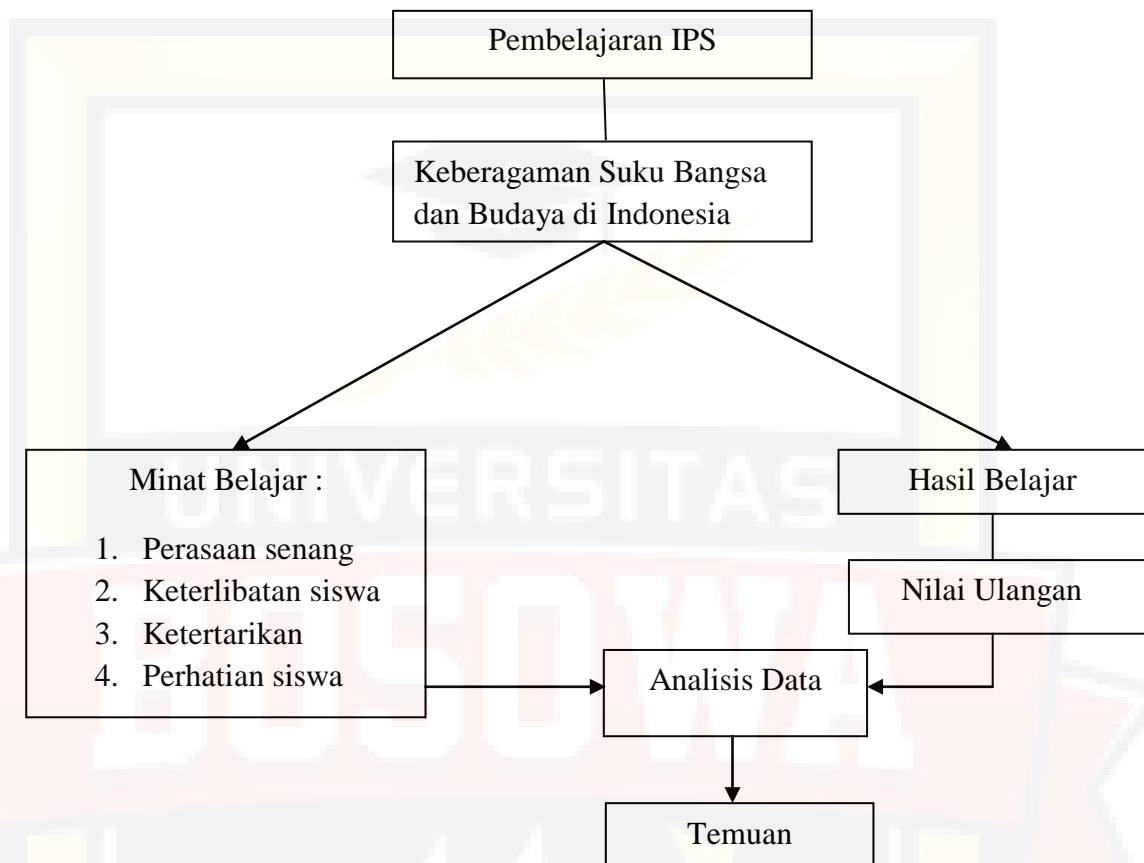 Pembelajaran IPS
Keberagaman Suku Bangsa
dan Budaya di Indonesia
Minat Belajar :
1. Perasaan senang
2. Keterlibatan siswa
3. Ketertarikan
4. Perhatian siswa
Hasil Belajar
Nilai Ulangan
Analisis Data
Temuan
UNIVERSITAS
BOSOWA